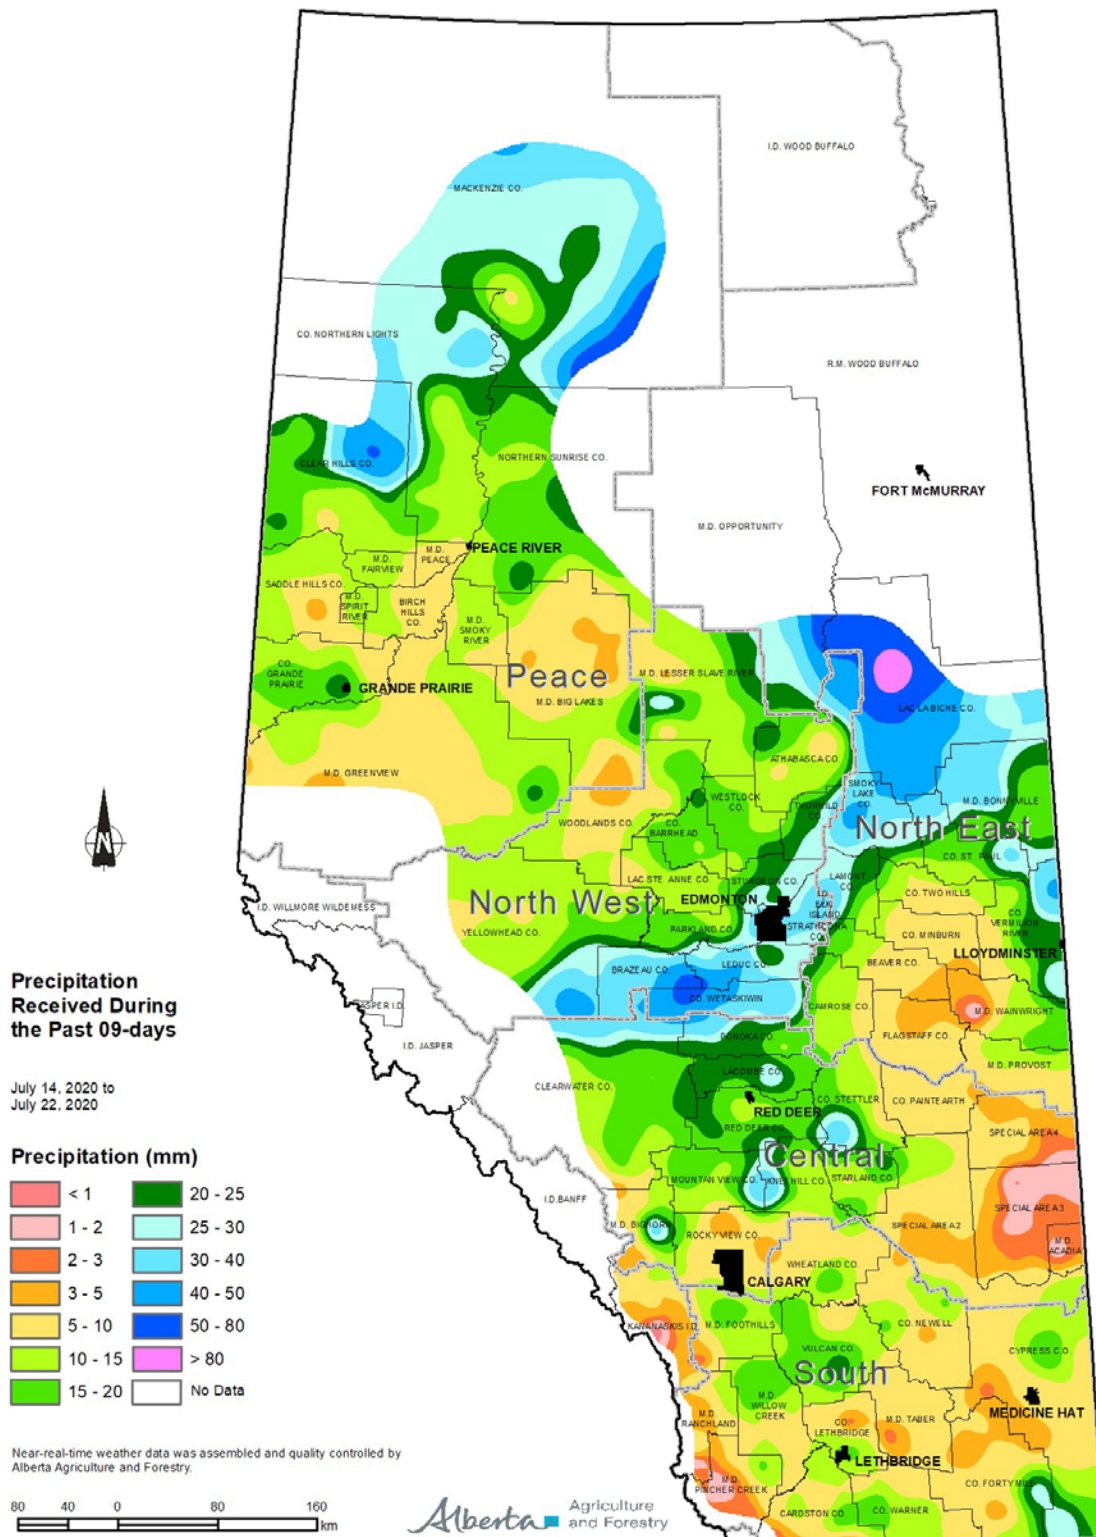 I.D. WOOD BUFFALO
MACKENZIE CO.
CO. NORTHERN LIGHTS
R.M. WOOD BUFFALO
CLEAR HILLS CO.
NORTHERN SUNRISE CO.
FORT McMURRAY
M.D. OPPORTUNITY
PEACE RIVER
M.D.
PEACE
M.D.
FAIRVIEW
SADDLE HILLS CO.
M.D.
SPIRIT
RIVER
BIRCH
HILLS
CO.
M.D.
SMOKY
RIVER
CO.
GRANDE
PRAIRIE
GRANDE PRAIRIE
Peace
M.D. LESSER SLAVE RIVER
M.D. BIG LAKES
LAC LA BICHE CO.
M.D. GREENVIEW
ATHABASCA CO.
SMOKY
LAKE
CO.
M.D. BONNYVILLE
WESTLOCK
CO.
THORHILD
CO.
WOODLANDS CO.
CO.
BARRHEAD
North East
CO. ST. PAUL
LAC STE. ANNE CO.
STURGEON CO.
LAMONT
CO.
CO. TWO HILLS
I.D. WILLMORE WILDERNESS
North West
EDMONTON
I.D.
ELK
ISLAND
STRATHCONA
CO.
PARKLAND CO.
YELLOWHEAD CO.
CO. MINBURN
CO.
VERMILION
RIVER
LLOYDMINSTER
BRAZEAU CO.
LEDUC CO.
BEAVER CO.
CO. WETASKIWIN
CAMROSE CO.
M.D. WAINWRIGHT
JASPER I.D.
I.D. JASPER
PONOKA CO.
FLAGSTAFF CO.
M.D. PROVOST
CLEARWATER CO.
LACOMBE CO.
CO. STETTLER
CO. PAINTEARTH
RED DEER
RED DEER CO.
SPECIAL AREA 4
Central
MOUNTAIN VIEW CO.
KNEEHILL CO.
STARLAND CO.
I.D. BANFF
M.D. BIGHORN
ROCKY VIEW CO.
SPECIAL AREA 2
SPECIAL AREA 3
M.D.
ACADIA
WHEATLAND CO.
CALGARY
KANANASKIS I.D.
M.D. FOOTHILLS
CO. NEWELL
VULCAN CO.
CYPRESS C.O.
South
M.D.
WILLOW
CREEK
MEDICINE HAT
M.D.
RANCHLAND
CO.
LETHBRIDGE
M.D. TABER
LETHBRIDGE
M.D.
PINCHER CREEK
CO. FORTY MILE
CARDSTON CO.
CO. WARNER
N
Precipitation
Received During
the Past 09-days
July 14, 2020 to
July 22, 2020
Precipitation (mm)
< 1
20 - 25
1 - 2
25 - 30
2 - 3
30 - 40
3 - 5
40 - 50
5 - 10
50 - 80
10 - 15
> 80
15 - 20
No Data
Near-real-time weather data was assembled and quality controlled by
Alberta Agriculture and Forestry.
80 40 0 80 160
km
Alberta Agriculture
and Forestry